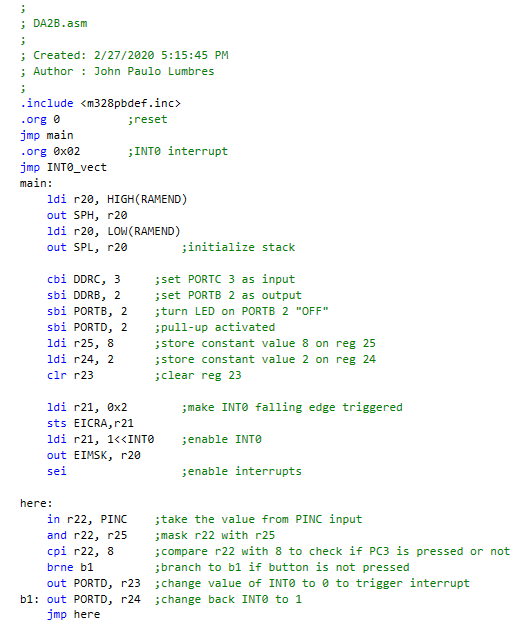 ;
; DA2B.asm
;
; Created: 2/27/2020 5:15:45 PM
; Author : John Paulo Lumbres
;
.include <m328pbdef.inc>
.org 0          ;reset
jmp main
.org 0x02       ;INT0 interrupt
jmp INT0_vect
main:
    ldi r20, HIGH(RAMEND)
    out SPH, r20
    ldi r20, LOW(RAMEND)
    out SPL, r20        ;initialize stack

    cbi DDRC, 3     ;set PORTC 3 as input
    sbi DDRB, 2     ;set PORTB 2 as output
    sbi PORTB, 2    ;turn LED on PORTB 2 "OFF"
    sbi PORTD, 2    ;pull-up activated
    ldi r25, 8      ;store constant value 8 on reg 25
    ldi r24, 2      ;store constant value 2 on reg 24
    clr r23         ;clear reg 23

    ldi r21, 0x2        ;make INT0 falling edge triggered
    sts EICRA,r21
    ldi r21, 1<<INT0    ;enable INT0
    out EIMSK, r20
    sei                 ;enable interrupts

here:
    in r22, PINC    ;take the value from PINC input
    and r22, r25    ;mask r22 with r25
    cpi r22, 8      ;compare r22 with 8 to check if PC3 is pressed or not
    brne b1         ;branch to b1 if button is not pressed
    out PORTD, r23  ;change value of INT0 to 0 to trigger interrupt
b1: out PORTD, r24  ;change back INT0 to 1
    jmp here